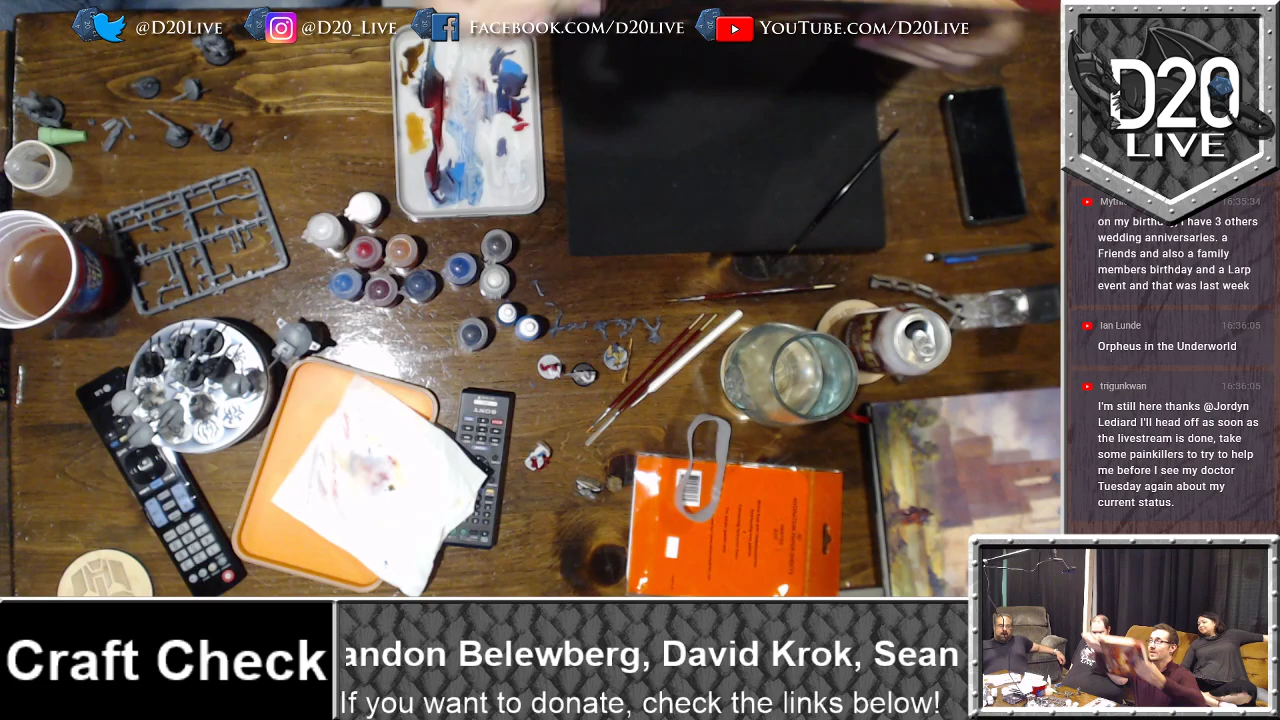 @D20Live
@D20_Live
Facebook.com/d20live
YouTube.com/D20Live
D20
LIVE
16:35:34
on my birthday, I have 3 others
wedding anniversaries. a
Friends and also a family
members birthday and a Larp
event and that was last week
Ian Lunde
16:36:05
Orpheus in the Underworld
trigunkwan
16:36:05
I'm still here thanks @Jordyn
Lediard I'll head off as soon as
the livestream is done, take
some painkillers to try to help
me before I see my doctor
Tuesday again about my
current status.
SONY
Craft Check
andon Belewberg, David Krok, Sean
If you want to donate, check the links below!